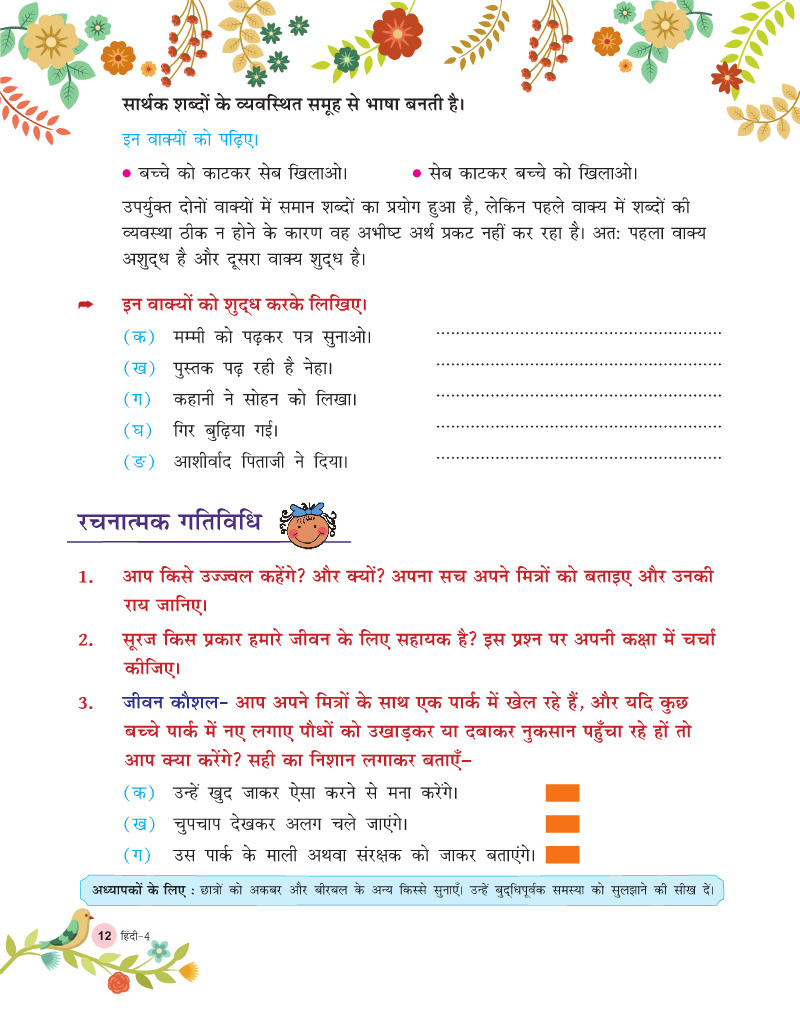 सार्थक शब्दों के व्यवस्थित समूह से भाषा बनती है।
इन वाक्यों को पढ़िए।
• बच्चे को काटकर सेब खिलाओ। • सेब काटकर बच्चे को खिलाओ।
उपर्युक्त दोनों वाक्यों में समान शब्दों का प्रयोग हुआ है, लेकिन पहले वाक्य में शब्दों की
व्यवस्था ठीक न होने के कारण वह अभीष्ट अर्थ प्रकट नहीं कर रहा है। अतः पहला वाक्य
अशुद्ध है और दूसरा वाक्य शुद्ध है।
➦ इन वाक्यों को शुद्ध करके लिखिए।
(क) मम्मी को पढ़कर पत्र सुनाओ। ........................................................
(ख) पुस्तक पढ़ रही है नेहा। ........................................................
(ग) कहानी ने सोहन को लिखा। ........................................................
(घ) गिर बुढ़िया गई। ........................................................
(ङ) आशीर्वाद पिताजी ने दिया। ........................................................
रचनात्मक गतिविधि
1. आप किसे उज्ज्वल कहेंगे? और क्यों? अपना सच अपने मित्रों को बताइए और उनकी
राय जानिए।
2. सूरज किस प्रकार हमारे जीवन के लिए सहायक है? इस प्रश्न पर अपनी कक्षा में चर्चा
कीजिए।
3. जीवन कौशल– आप अपने मित्रों के साथ एक पार्क में खेल रहे हैं, और यदि कुछ
बच्चे पार्क में नए लगाए पौधों को उखाड़कर या दबाकर नुकसान पहुँचा रहे हों तो
आप क्या करेंगे? सही का निशान लगाकर बताएँ–
(क) उन्हें खुद जाकर ऐसा करने से मना करेंगे।
(ख) चुपचाप देखकर अलग चले जाएंगे।
(ग) उस पार्क के माली अथवा संरक्षक को जाकर बताएंगे।
अध्यापकों के लिए : छात्रों को अकबर और बीरबल के अन्य किस्से सुनाएँ। उन्हें बुद्धिपूर्वक समस्या को सुलझाने की सीख दें।
12 हिंदी-4